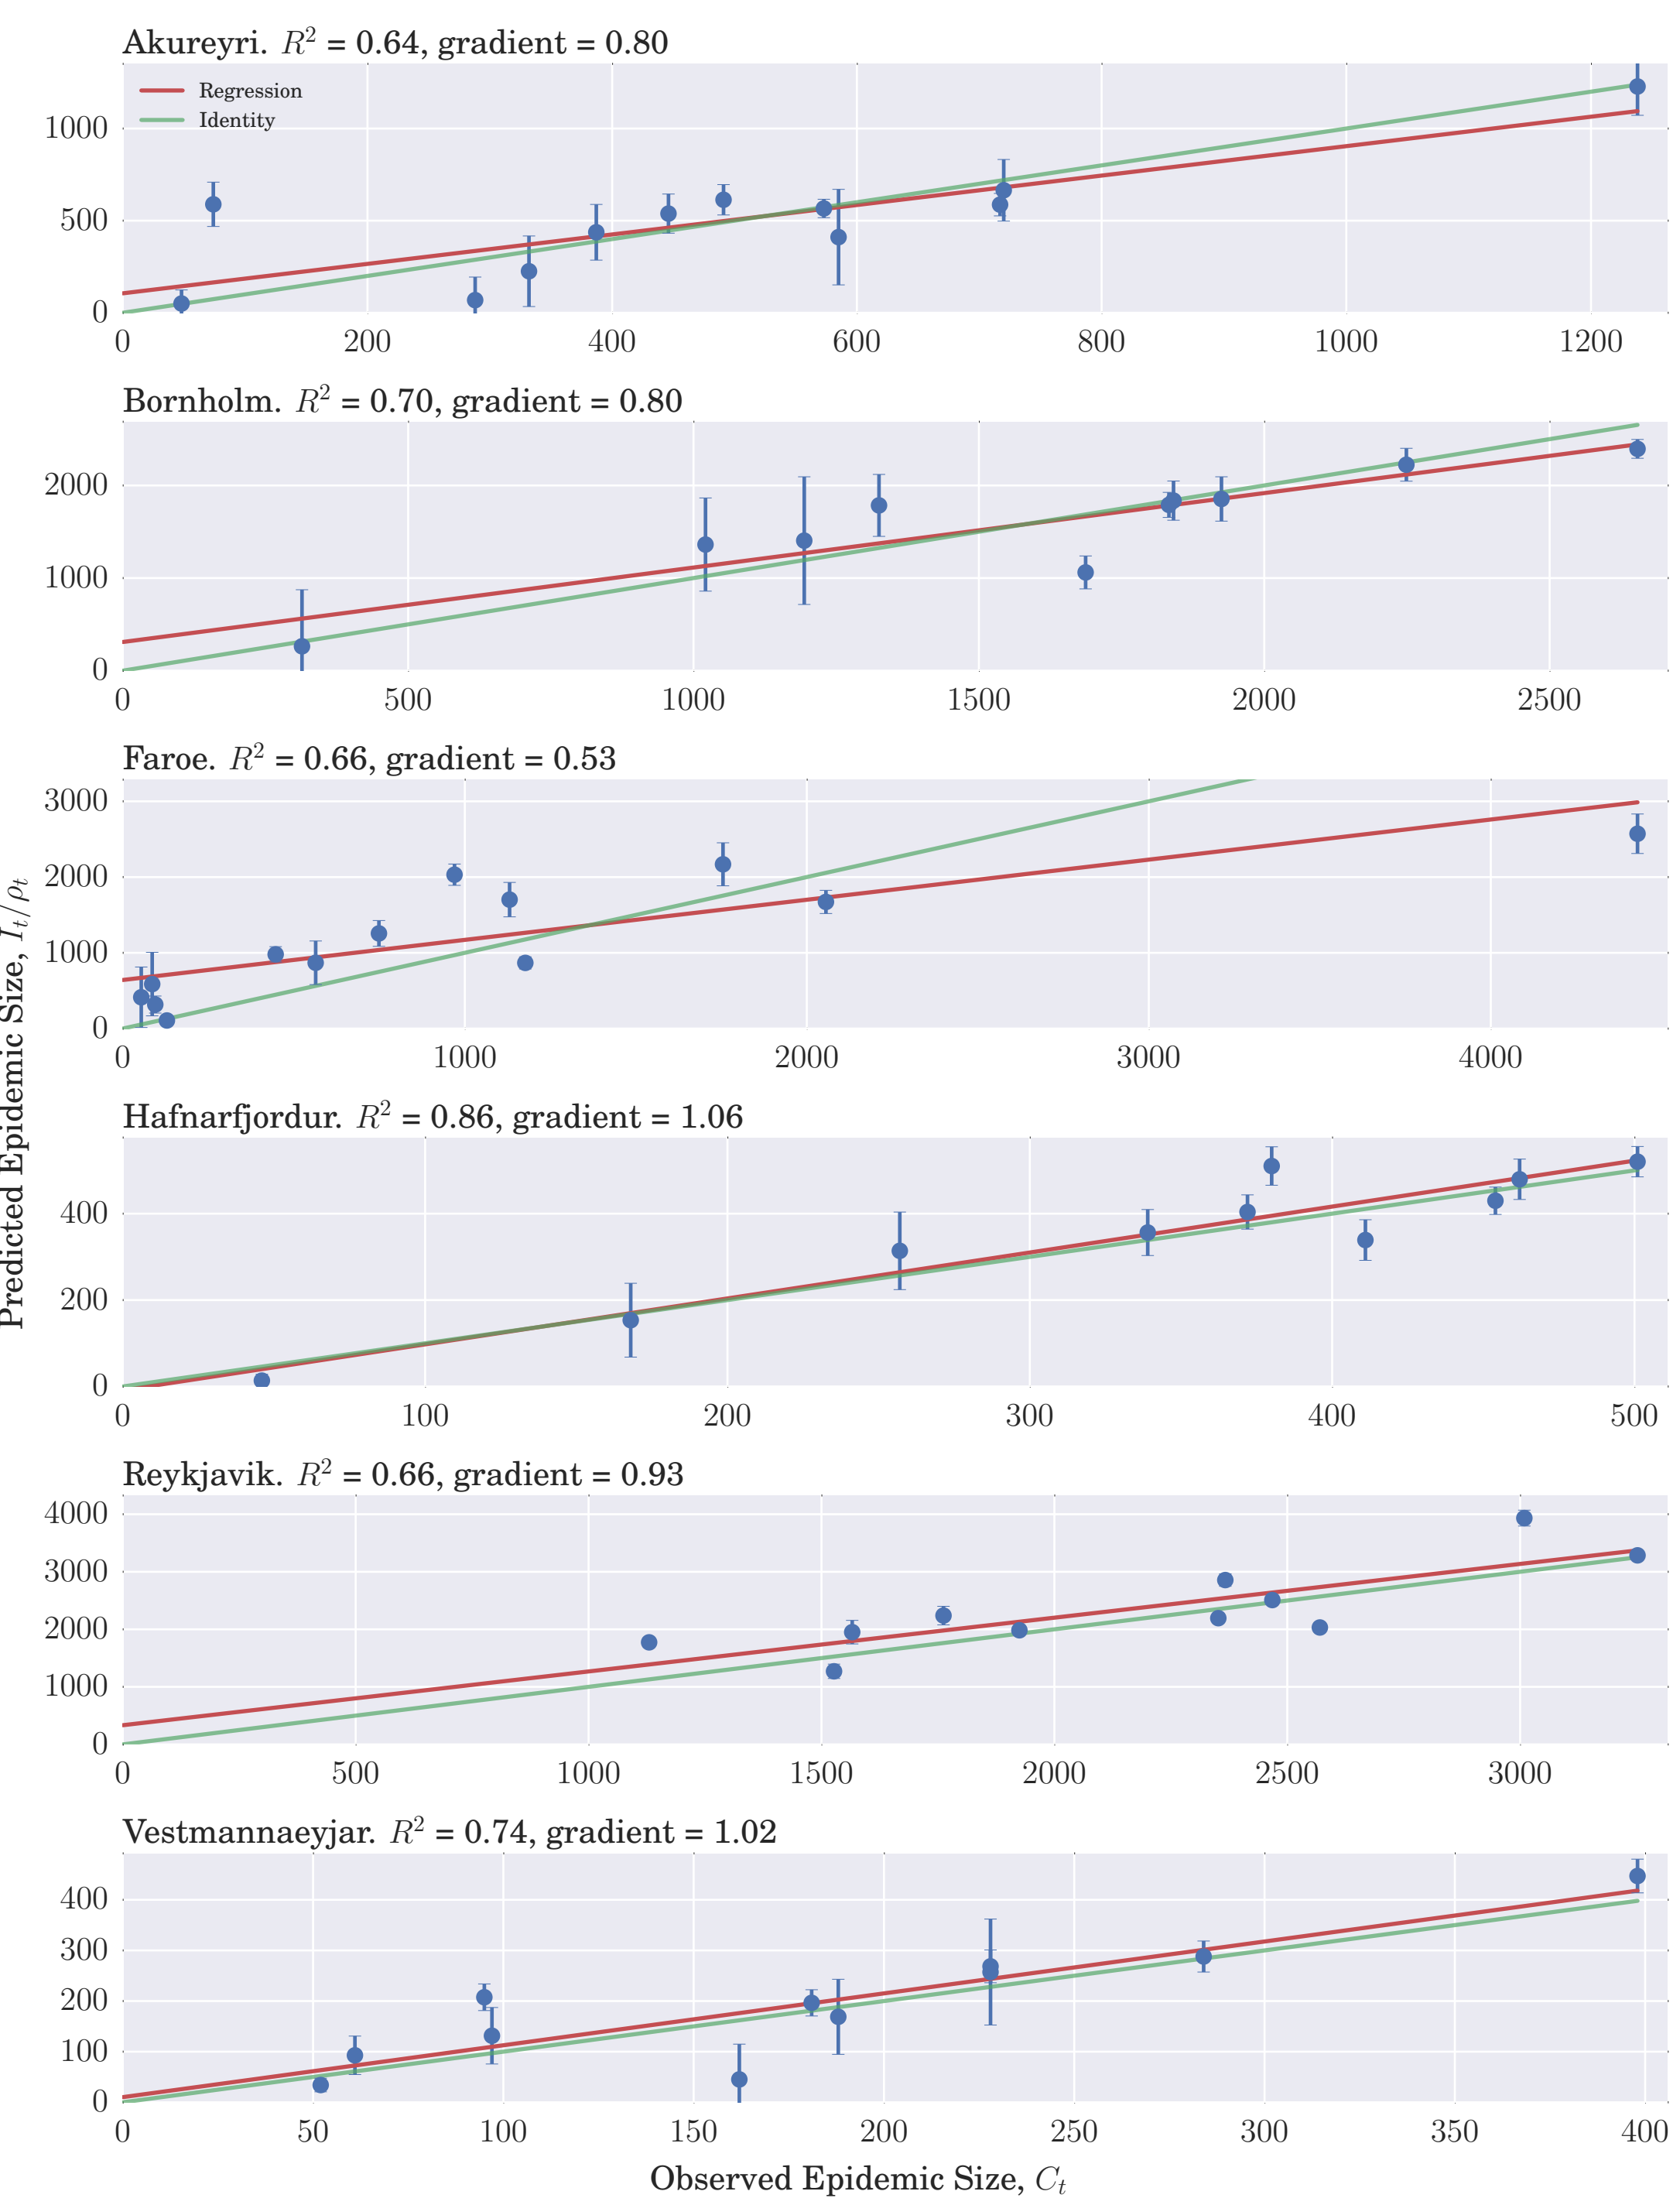 Akureyri. R² = 0.64, gradient = 0.80
Regression
Identity
1000
500
0
0 200 400 600 800 1000 1200
Bornholm. R² = 0.70, gradient = 0.80
2000
1000
0
0 500 1000 1500 2000 2500
Faroe. R² = 0.66, gradient = 0.53
3000
2000
1000
0
0 1000 2000 3000 4000
Predicted Epidemic Size, I_t/ρ_t
Hafnarfjordur. R² = 0.86, gradient = 1.06
400
200
0
0 100 200 300 400 500
Reykjavik. R² = 0.66, gradient = 0.93
4000
3000
2000
1000
0
0 500 1000 1500 2000 2500 3000
Vestmannaeyjar. R² = 0.74, gradient = 1.02
400
300
200
100
0
0 50 100 150 200 250 300 350 400
Observed Epidemic Size, C_t